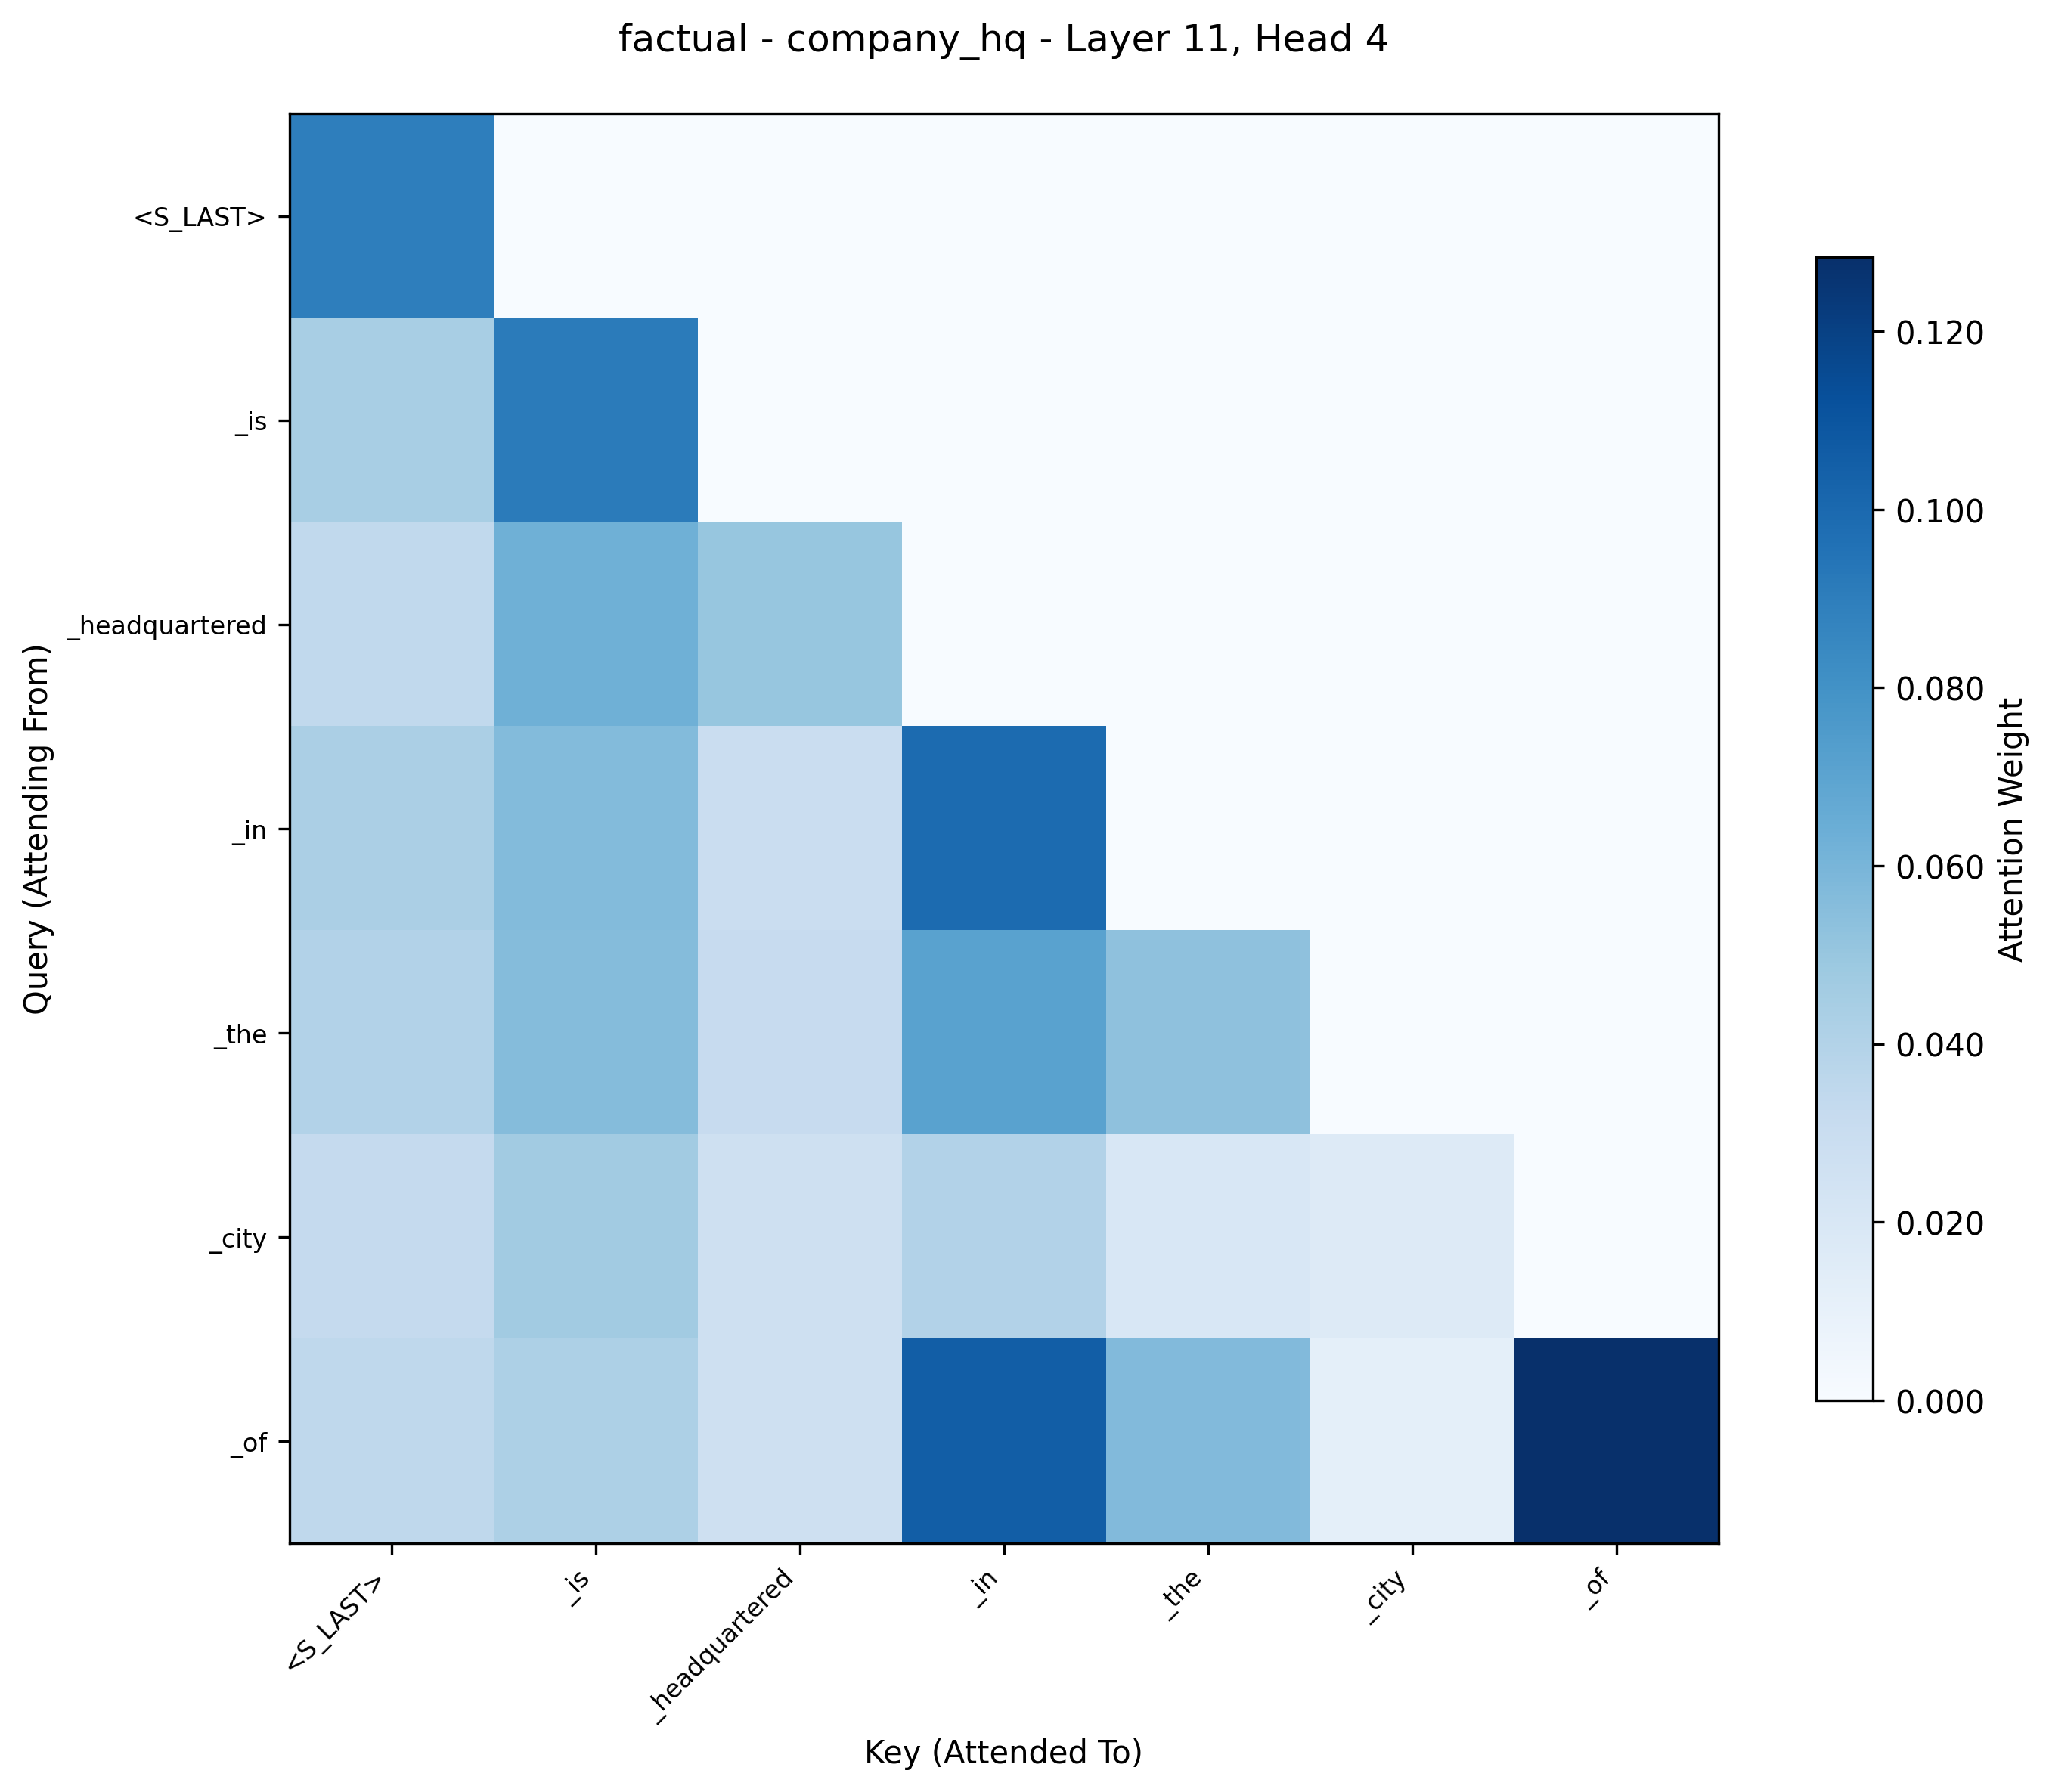 factual - company_hq - Layer 11, Head 4
Query (Attending From)
<S_LAST>
_is
_headquartered
_in
_the
_city
_of
<S_LAST>
_is
_headquartered
_in
_the
_city
_of
Key (Attended To)
0.120
0.100
0.080
0.060
0.040
0.020
0.000
Attention Weight